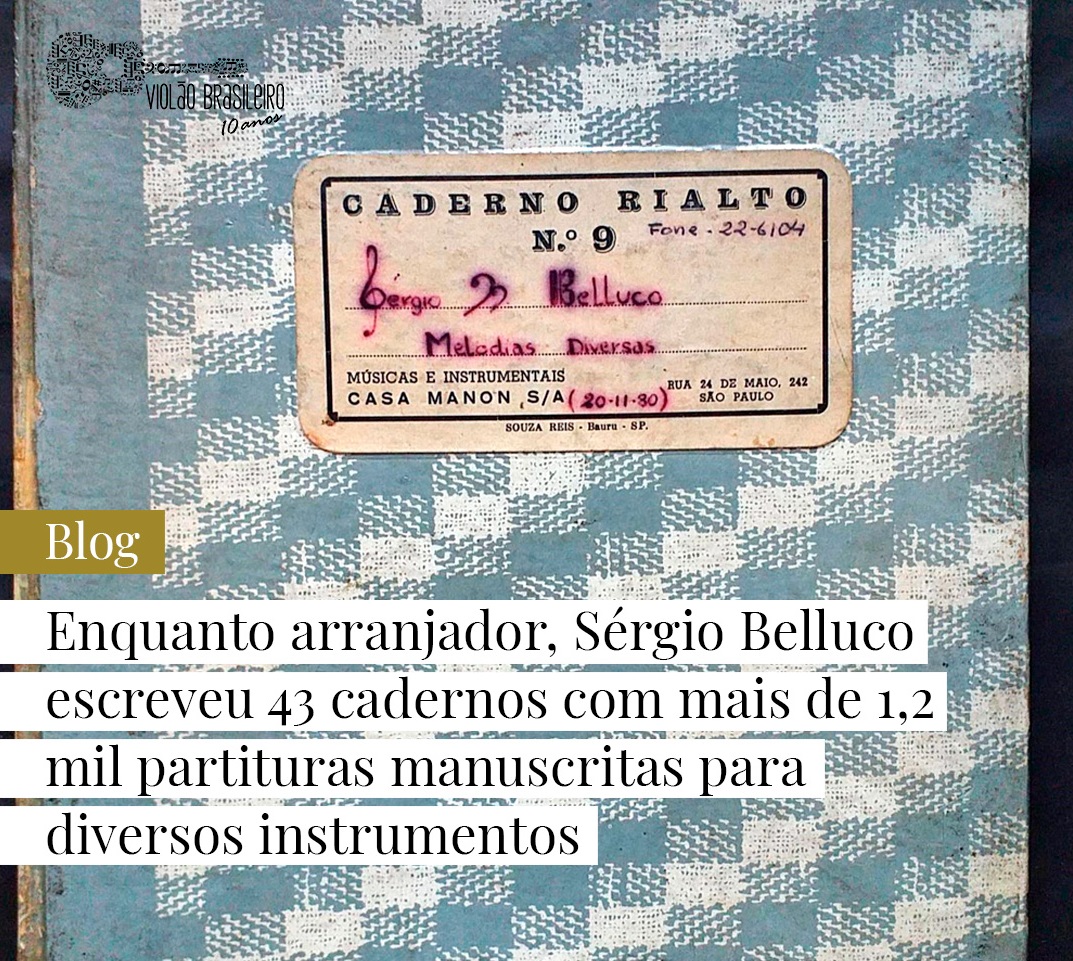 VIOLÃO BRASILEIRO
10 anos
CADERNO RIALTO
N.º 9 Fone - 22-6104
Sérgio Belluco
Melodias Diversas
MÚSICAS E INSTRUMENTAIS
CASA MANON, S/A (20-11-80)
RUA 24 DE MAIO, 242
SÃO PAULO
SOUZA REIS - Bauru - SP.
Blog
Enquanto arranjador, Sérgio Belluco
escreveu 43 cadernos com mais de 1,2
mil partituras manuscritas para
diversos instrumentos